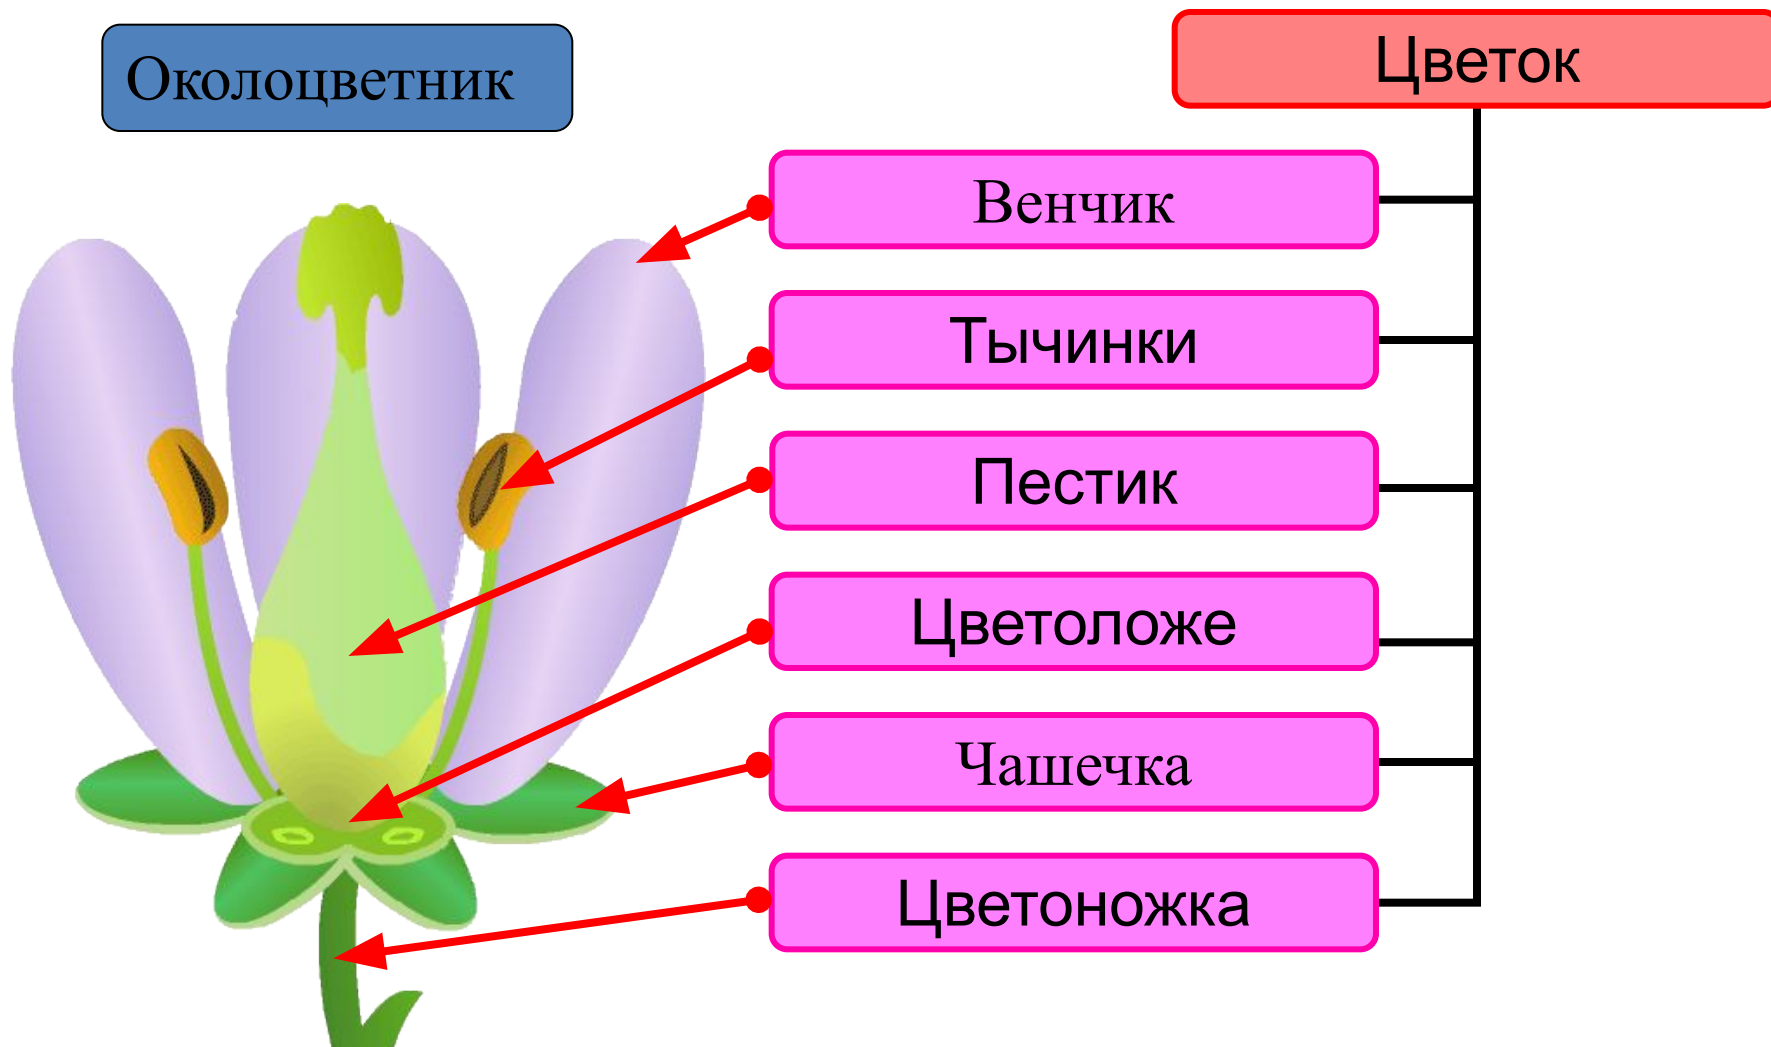 Околоцветник
Цветок
Венчик
Тычинки
Пестик
Цветоложе
Чашечка
Цветоножка